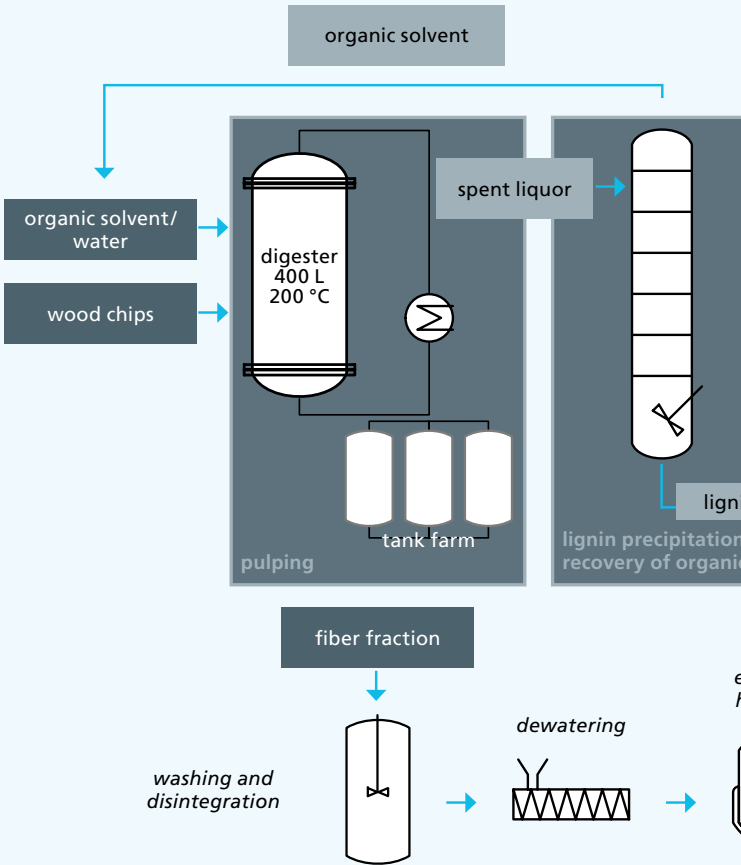 organic solvent
organic solvent/
water
wood chips
digester
400 L
200 °C
tank farm
pulping
spent liquor
lign
lignin precipitation
recovery of organic
fiber fraction
washing and
disintegration
dewatering
e
h